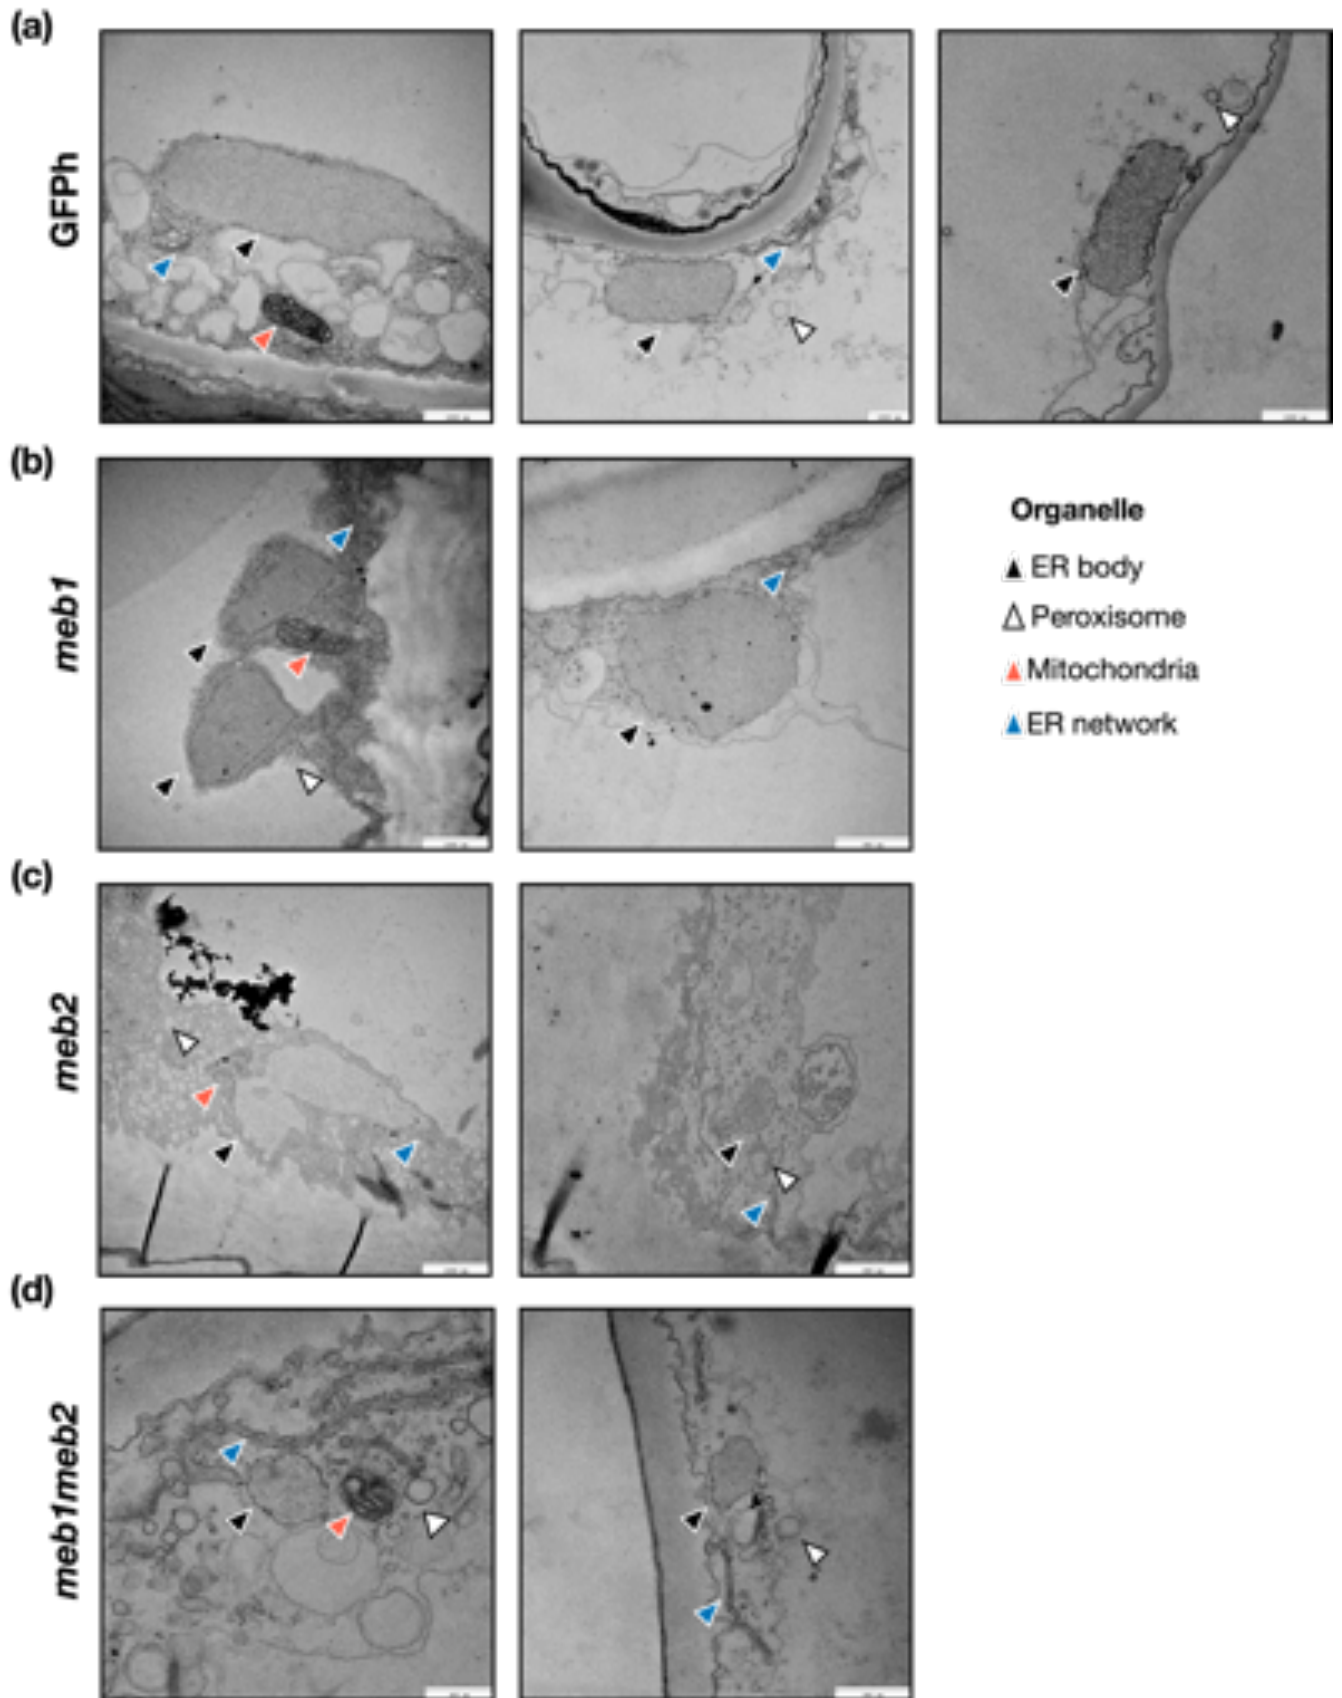 (a)
GFPh
(b)
meb1
Organelle
ER body
Peroxisome
Mitochondria
ER network
(c)
meb2
(d)
meb1meb2